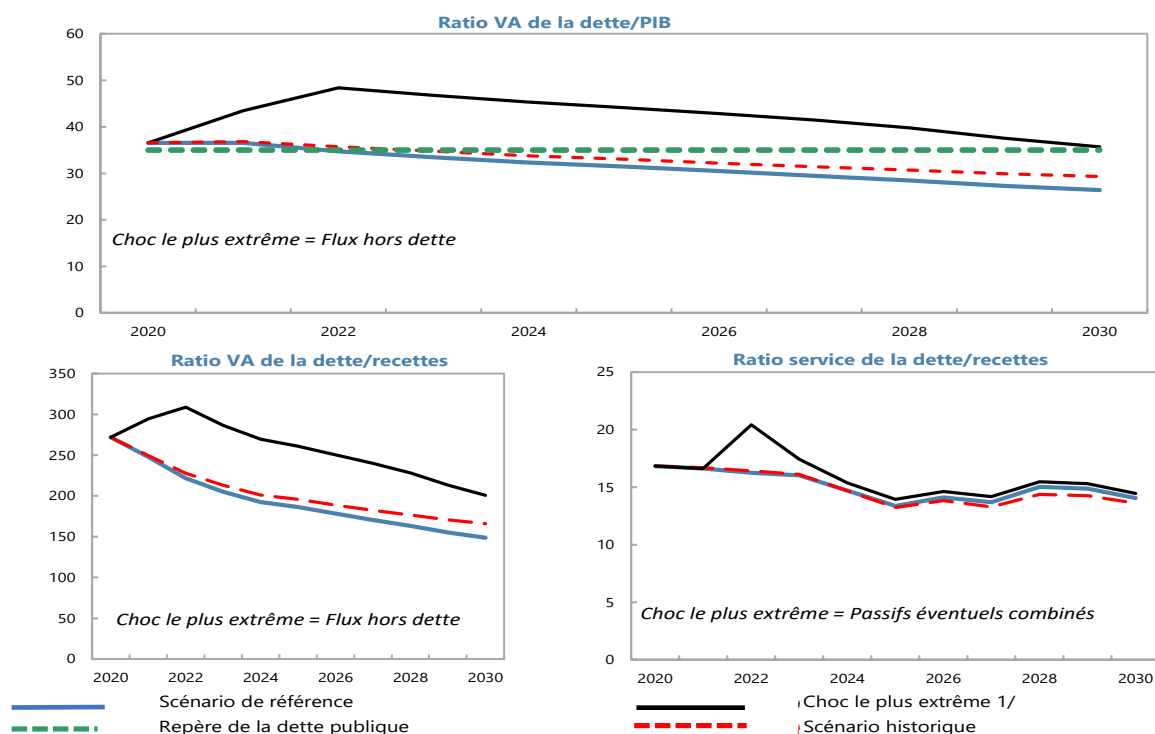 Ratio VA de la dette/PIB
60
50
40
30
20
10
0
2020 2022 2024 2026 2028 2030
Choc le plus extrême = Flux hors dette
Ratio VA de la dette/recettes
350
300
250
200
150
100
50
0
2020 2022 2024 2026 2028 2030
Choc le plus extrême = Flux hors dette
Ratio service de la dette/recettes
25
20
15
10
5
0
2020 2022 2024 2026 2028 2030
Choc le plus extrême = Passifs éventuels combinés
Scénario de référence
Choc le plus extrême 1/
Repère de la dette publique
Scénario historique